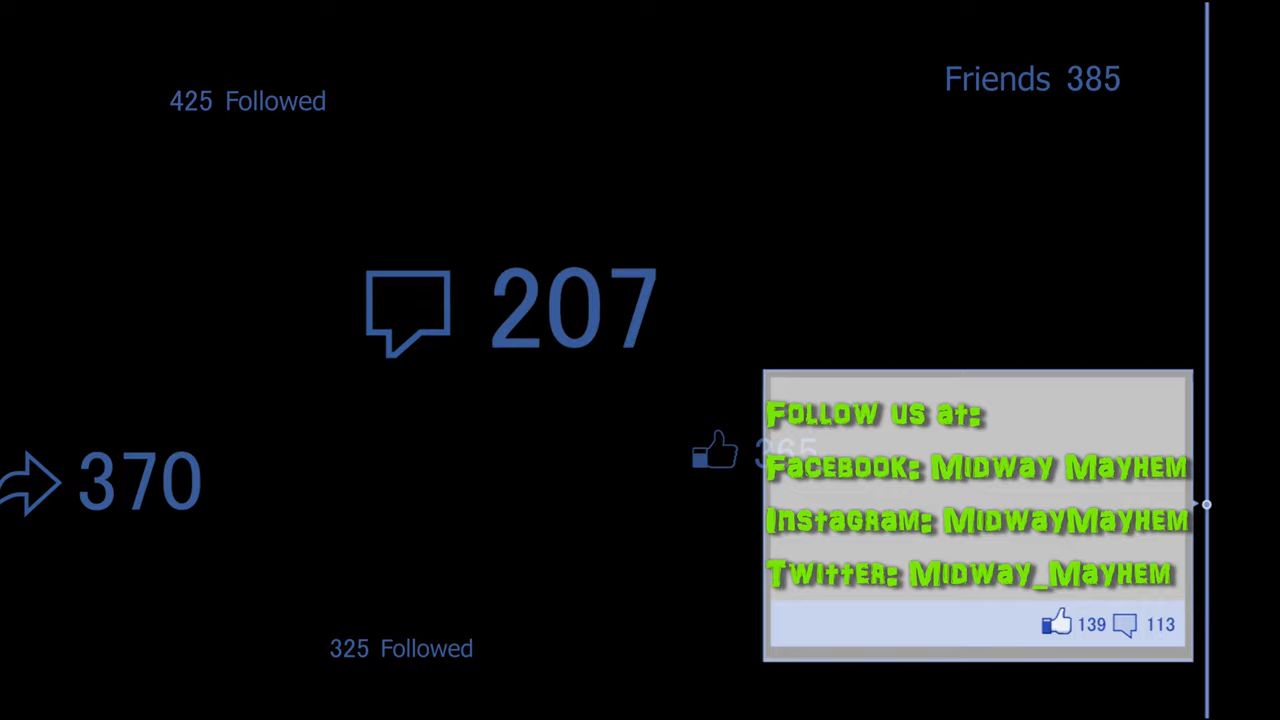 Friends 385
425 Followed
207
365
370
Follow us at:
Facebook: Midway Mayhem
Instagram: MidwayMayhem
Twitter: Midway_Mayhem
139 113
325 Followed